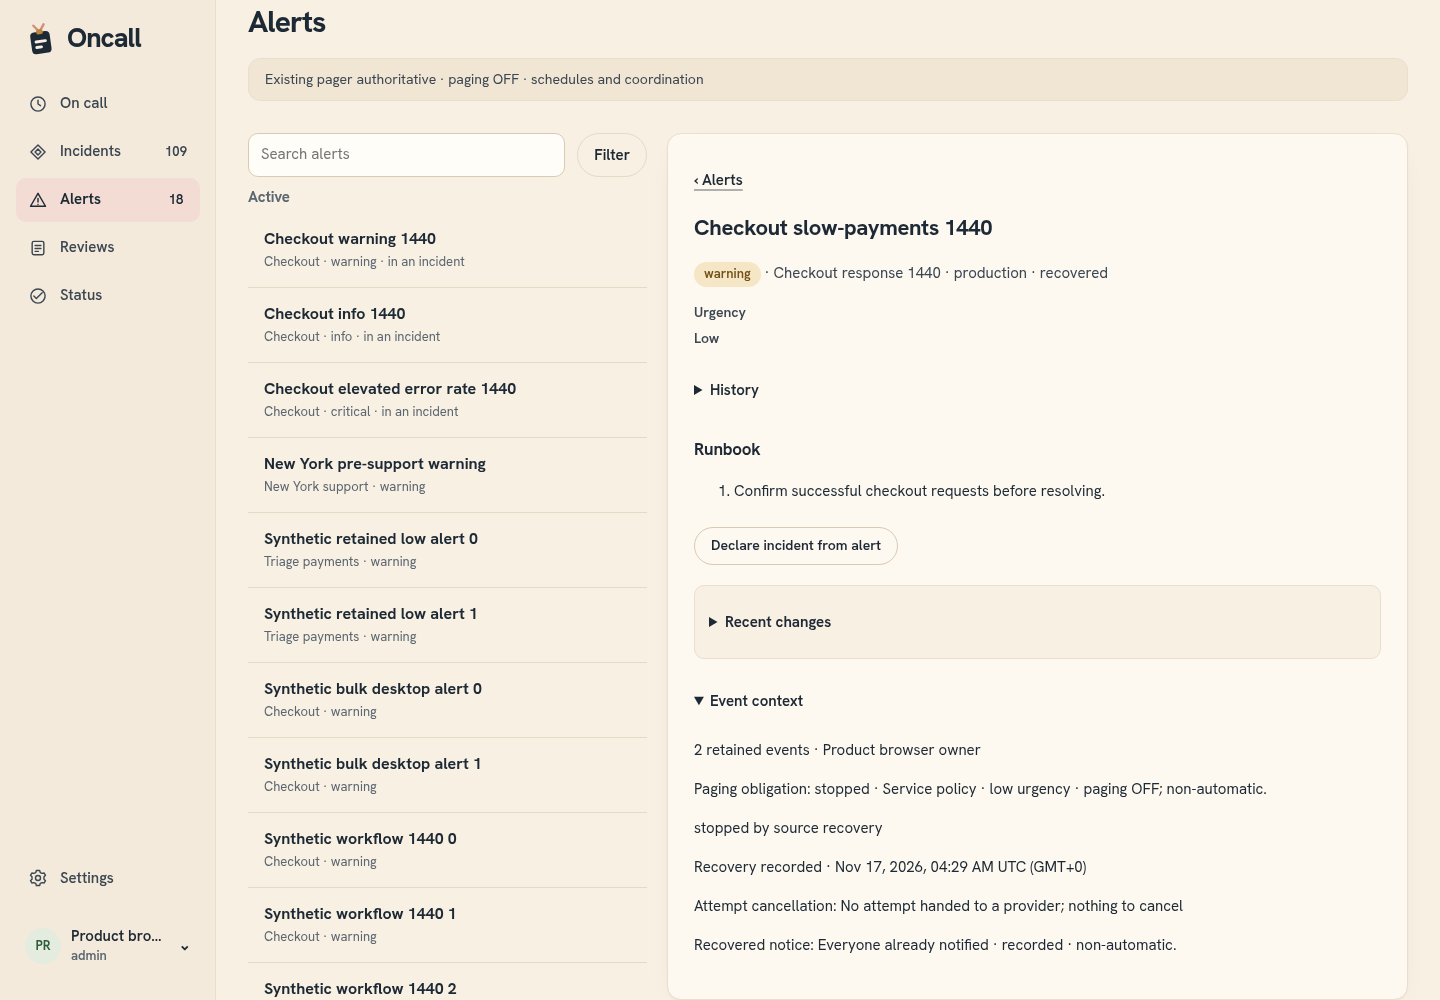 Oncall
On call
Incidents 109
Alerts 18
Reviews
Status
Settings
PR
Product bro...
admin
Alerts
Existing pager authoritative · paging OFF · schedules and coordination
Search alerts
Filter
Active
Checkout warning 1440
Checkout · warning · in an incident
Checkout info 1440
Checkout · info · in an incident
Checkout elevated error rate 1440
Checkout · critical · in an incident
New York pre-support warning
New York support · warning
Synthetic retained low alert 0
Triage payments · warning
Synthetic retained low alert 1
Triage payments · warning
Synthetic bulk desktop alert 0
Checkout · warning
Synthetic bulk desktop alert 1
Checkout · warning
Synthetic workflow 1440 0
Checkout · warning
Synthetic workflow 1440 1
Checkout · warning
Synthetic workflow 1440 2
‹ Alerts
Checkout slow-payments 1440
warning · Checkout response 1440 · production · recovered
Urgency
Low
History
Runbook
1. Confirm successful checkout requests before resolving.
Declare incident from alert
Recent changes
Event context
2 retained events · Product browser owner
Paging obligation: stopped · Service policy · low urgency · paging OFF; non-automatic.
stopped by source recovery
Recovery recorded · Nov 17, 2026, 04:29 AM UTC (GMT+0)
Attempt cancellation: No attempt handed to a provider; nothing to cancel
Recovered notice: Everyone already notified · recorded · non-automatic.